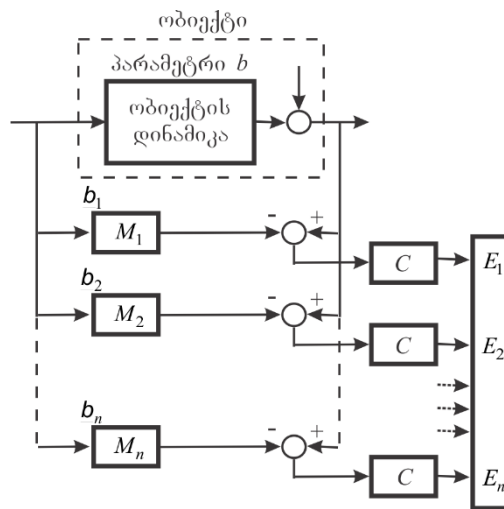 ობიექტი
პარამეტრი b
ობიექტის
დინამიკა
b1
M1
- +
C
E1
b2
M2
- +
C
E2
bn
Mn
- +
C
En